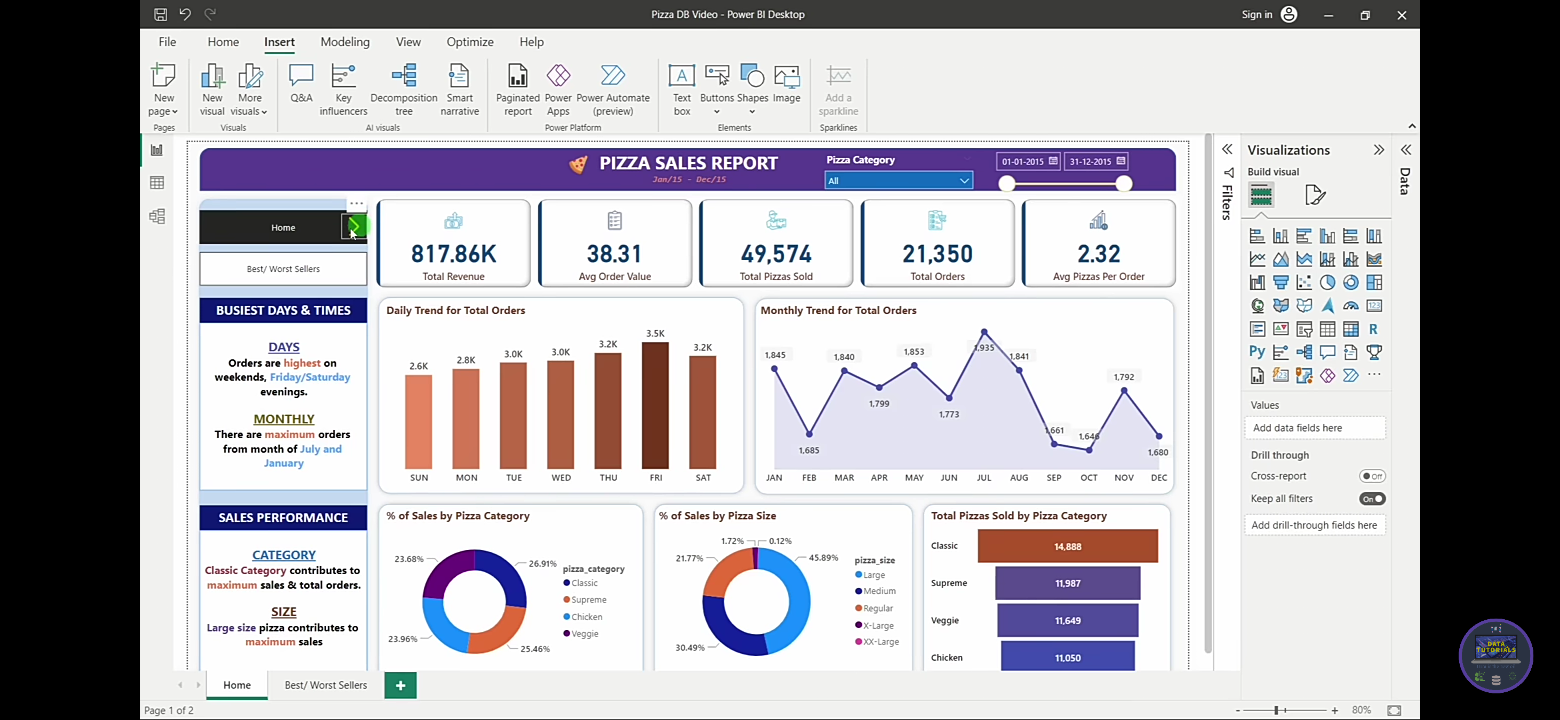 Pizza DB Video - Power BI Desktop
Sign in
File Home Insert Modeling View Optimize Help
New page
New visual
More visuals
Q&A
Key influencers
Decomposition tree
Smart narrative
Paginated report
Power Apps
Power Automate (preview)
Text box
Buttons
Shapes
Image
Add a sparkline
Pages
Visuals
AI visuals
Power Platform
Elements
Sparklines
PIZZA SALES REPORT
Jan/15 - Dec/15
Pizza Category
All
01-01-2015
31-12-2015
Home
Best/ Worst Sellers
817.86K
Total Revenue
38.31
Avg Order Value
49,574
Total Pizzas Sold
21,350
Total Orders
2.32
Avg Pizzas Per Order
BUSIEST DAYS & TIMES
DAYS
Orders are highest on
weekends, Friday/Saturday
evenings.
MONTHLY
There are maximum orders
from month of July and
January
SALES PERFORMANCE
CATEGORY
Classic Category contributes to
maximum sales & total orders.
SIZE
Large size pizza contributes to
maximum sales
Daily Trend for Total Orders
2.6K 2.8K 3.0K 3.0K 3.2K 3.5K 3.2K
SUN MON TUE WED THU FRI SAT
Monthly Trend for Total Orders
1,845 1,685 1,840 1,799 1,853 1,773 1,935 1,841 1,661 1,646 1,792 1,680
JAN FEB MAR APR MAY JUN JUL AUG SEP OCT NOV DEC
% of Sales by Pizza Category
23.68%
26.91%
23.96%
25.46%
pizza_category
Classic
Supreme
Chicken
Veggie
% of Sales by Pizza Size
1.72%
0.12%
21.77%
45.89%
30.49%
pizza_size
Large
Medium
Regular
X-Large
XX-Large
Total Pizzas Sold by Pizza Category
Classic 14,888
Supreme 11,987
Veggie 11,649
Chicken 11,050
Filters
Visualizations
Build visual
R
Py
Values
Add data fields here
Drill through
Cross-report
Off
Keep all filters
On
Add drill-through fields here
Data
Home
Best/ Worst Sellers
Page 1 of 2
80%
DATA
TUTORIALS